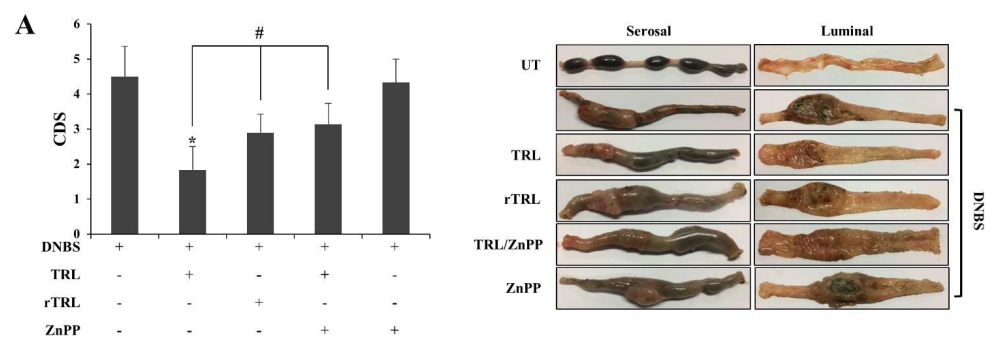 A
6
5
4
3
2
1
0
CDS
#
*
DNBS + + + + +
TRL - + - + -
rTRL - - + - -
ZnPP - - - + +
Serosal Luminal
UT
TRL
rTRL
TRL/ZnPP
ZnPP
DNBS